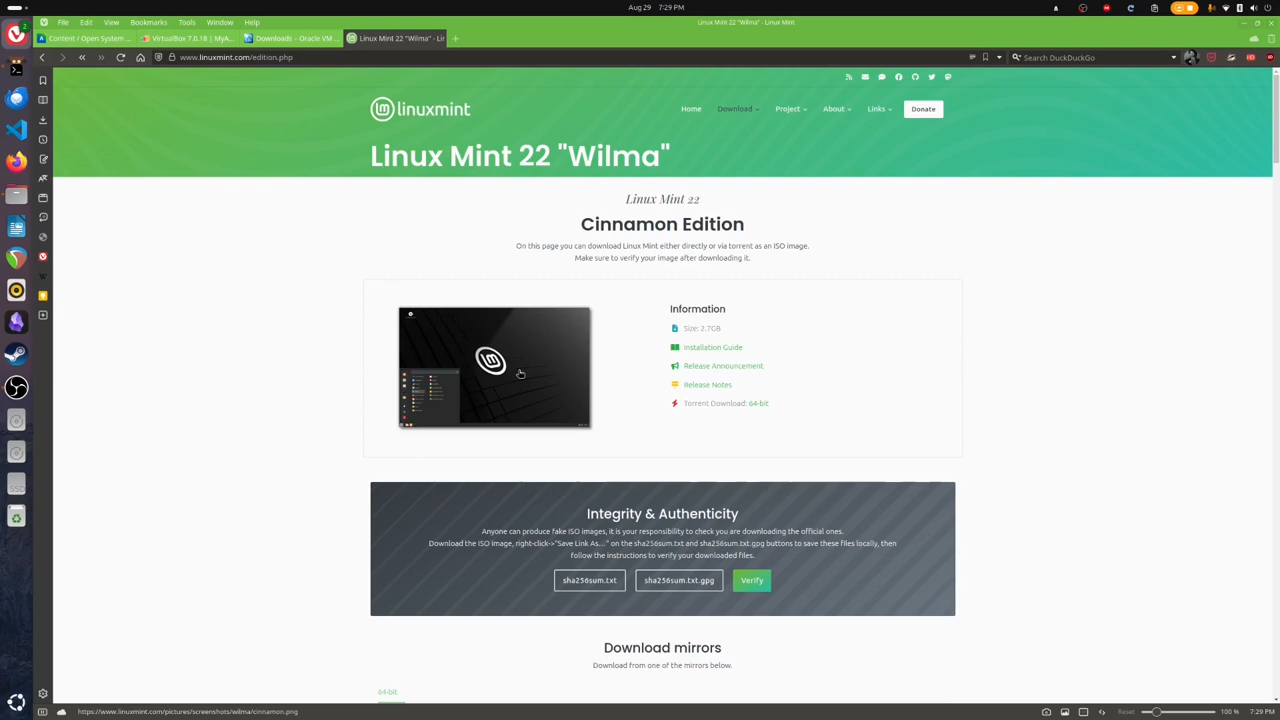 Aug 29 7:29 PM
File Edit View Bookmarks Tools Window Help
Linux Mint 22 "Wilma" - Linux Mint
Content / Open System ...
VirtualBox 7.0.18 | MyA...
Downloads – Oracle VM ...
Linux Mint 22 "Wilma" - Li
www.linuxmint.com/edition.php
Search DuckDuckGo
linuxmint
Home Download Project About Links Donate
Linux Mint 22 "Wilma"
Linux Mint 22
Cinnamon Edition
On this page you can download Linux Mint either directly or via torrent as an ISO image.
Make sure to verify your image after downloading it.
Information
Size: 2.7GB
Installation Guide
Release Announcement
Release Notes
Torrent Download: 64-bit
Integrity & Authenticity
Anyone can produce fake ISO images, it is your responsibility to check you are downloading the official ones.
Download the ISO image, right-click->"Save Link As..." on the sha256sum.txt and sha256sum.txt.gpg buttons to save these files locally, then
follow the instructions to verify your downloaded files.
sha256sum.txt sha256sum.txt.gpg Verify
Download mirrors
Download from one of the mirrors below.
64-bit
SSD
https://www.linuxmint.com/pictures/screenshots/wilma/cinnamon.png
Reset 100 % 7:29 PM